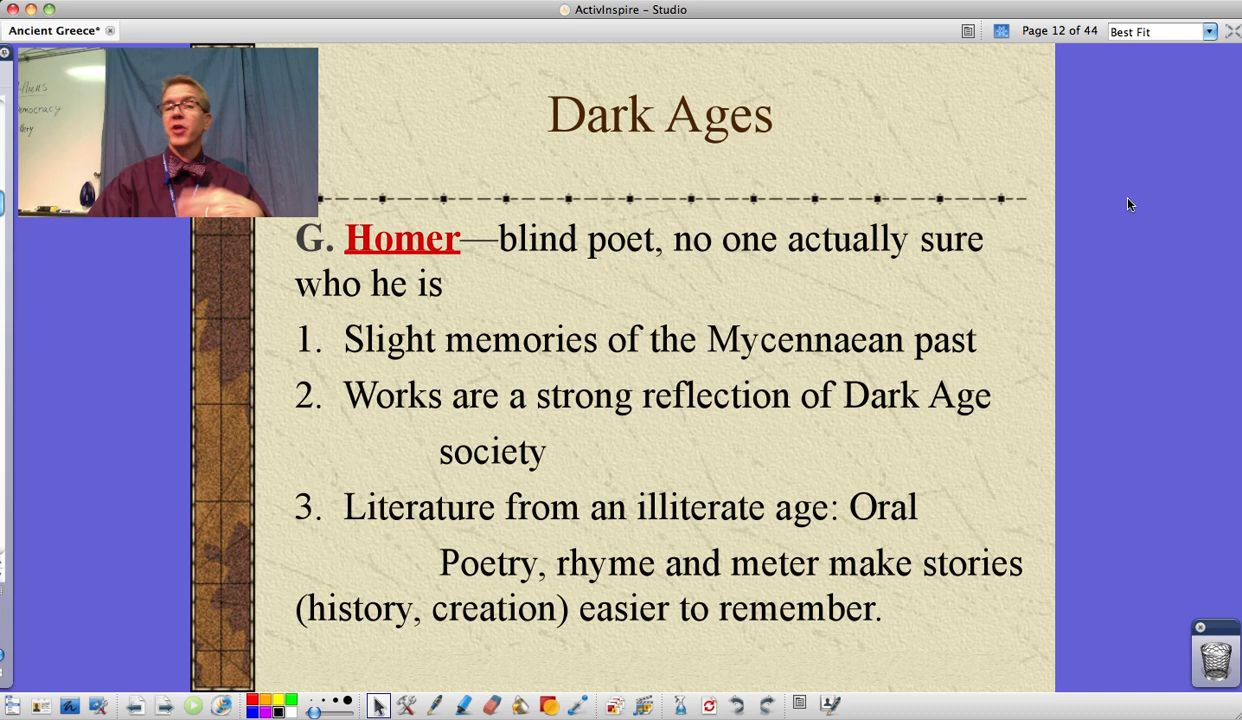 ActivInspire – Studio
Ancient Greece*
Page 12 of 44
Best Fit
emocracy
Dark Ages
G. Homer—blind poet, no one actually sure
who he is
1. Slight memories of the Mycennaean past
2. Works are a strong reflection of Dark Age
society
3. Literature from an illiterate age: Oral
Poetry, rhyme and meter make stories
(history, creation) easier to remember.